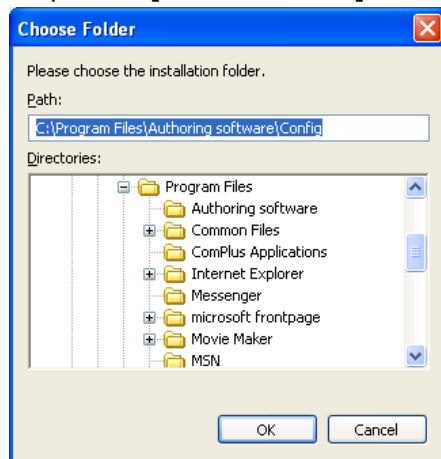 Choose Folder
Please choose the installation folder.
Path:
C:\Program Files\Authoring software\Config
Directories:
Program Files
Authoring software
Common Files
ComPlus Applications
Internet Explorer
Messenger
microsoft frontpage
Movie Maker
MSN
OK Cancel